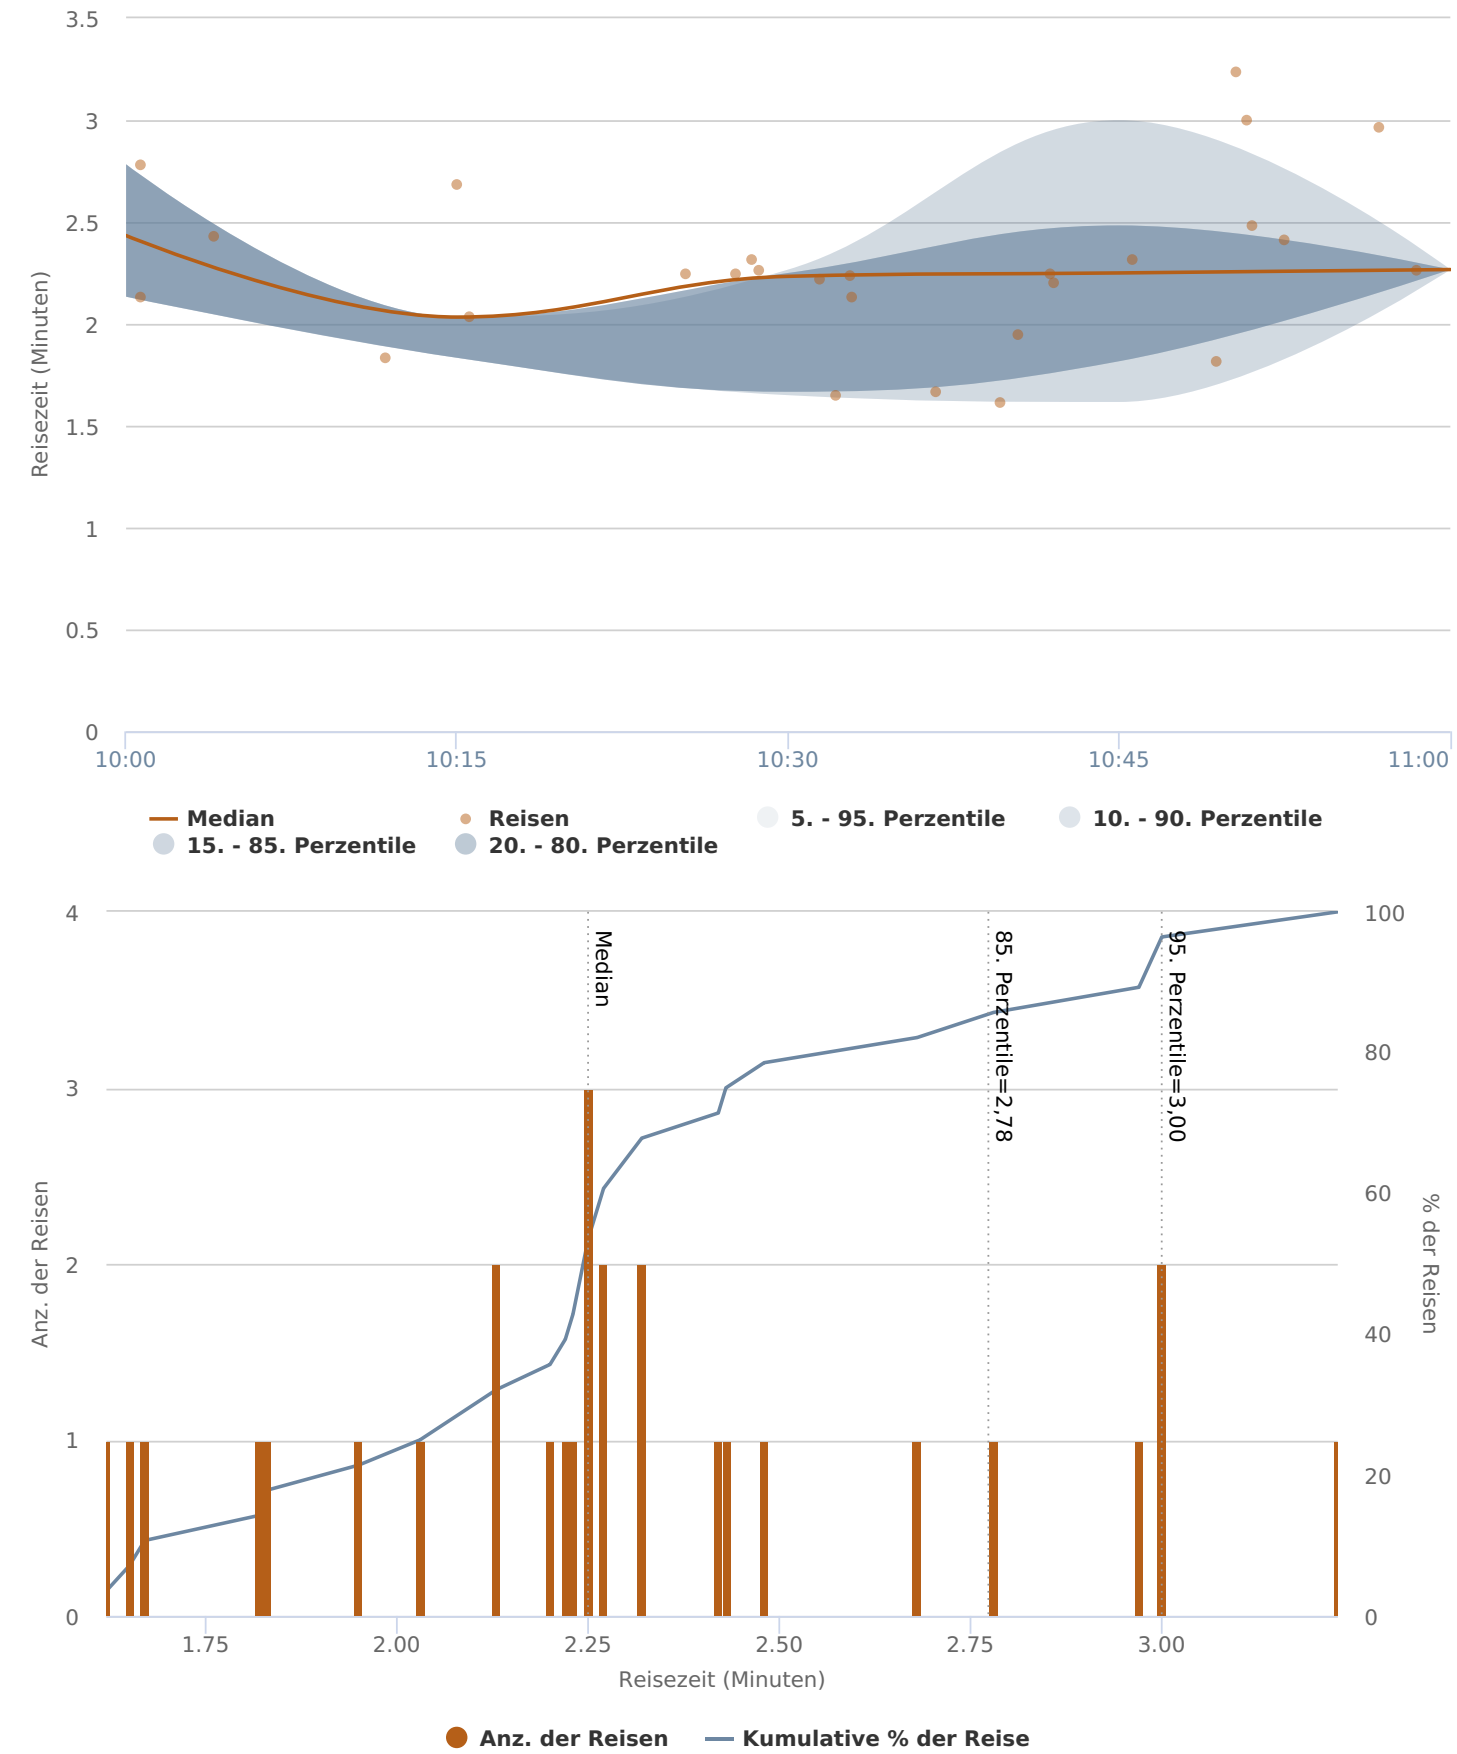 3.5
3
2.5
2
1.5
1
0.5
0
Reisezeit (Minuten)
10:00 10:15 10:30 10:45 11:00
Median Reisen 5. - 95. Perzentile 10. - 90. Perzentile
15. - 85. Perzentile 20. - 80. Perzentile
4
3
2
1
0
Anz. der Reisen
Median
85. Perzentile=2,78
95. Perzentile=3,00
100
80
60
40
20
0
% der Reisen
1.75 2.00 2.25 2.50 2.75 3.00
Reisezeit (Minuten)
Anz. der Reisen Kumulative % der Reise